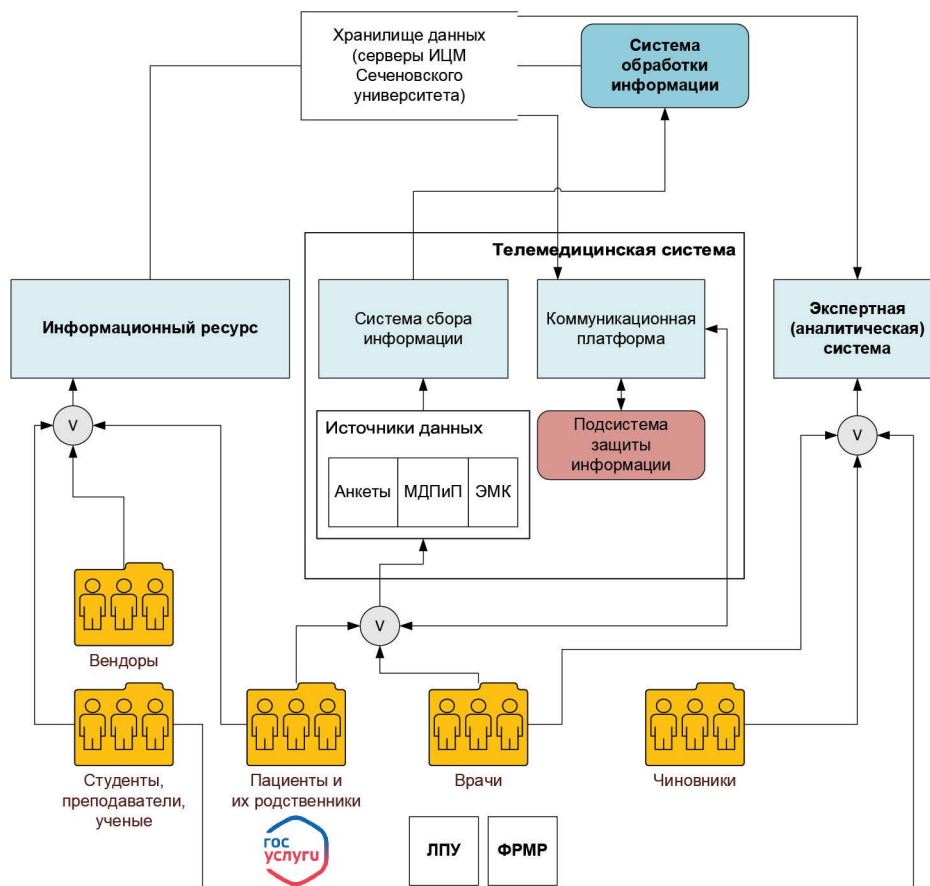 Хранилище данных
(серверы ИЦМ
Сеченовского
университета)
Система
обработки
информации
Телемедицинская система
Информационный ресурс
Система сбора
информации
Коммуникационная
платформа
Экспертная
(аналитическая)
система
V
Источники данных
Подсистема
защиты
информации
V
Анкеты
МДПиП
ЭМК
V
Вендоры
Студенты,
преподаватели,
ученые
Пациенты и
их родственники
Врачи
Чиновники
гос
услуги
ЛПУ
ФРМР